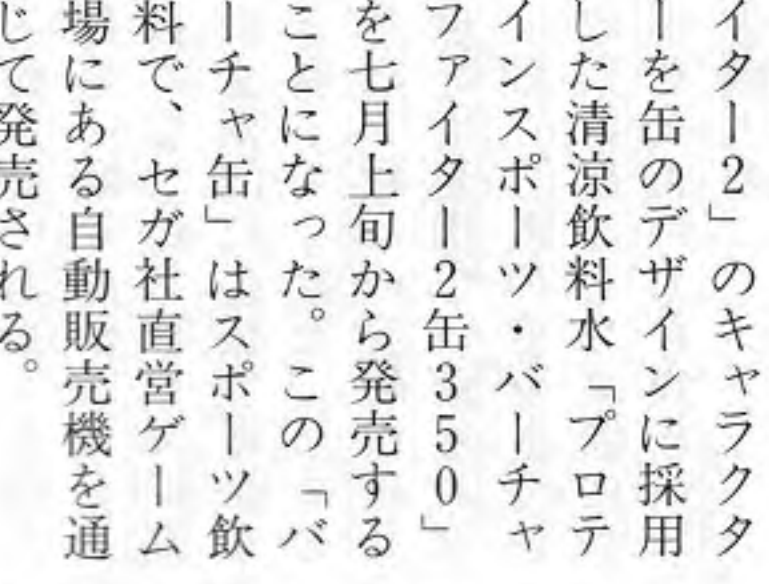 イター2」のキャラクタ
ーを缶のデザインに採用
した清涼飲料水「プロテ
インスポーツ・バーチャ
ファイター2缶350」
を七月上旬から発売する
ことになった。この「バ
ーチャ缶」はスポーツ飲
料で、セガ社直営ゲーム
場にある自動販売機を通
じて発売される。